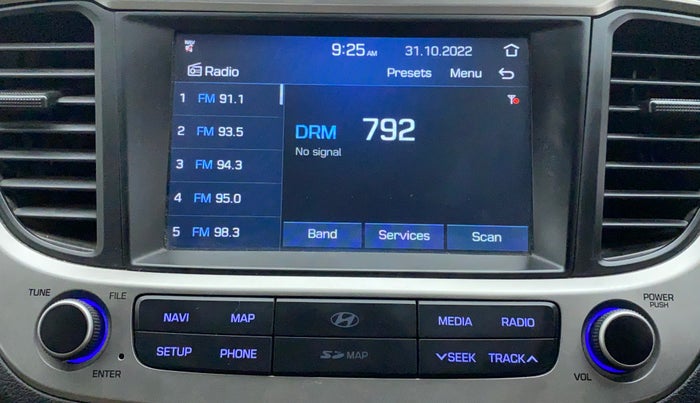 NAV
9:25 AM 31.10.2022
Radio
Presets Menu
1 FM 91.1
2 FM 93.5
3 FM 94.3
4 FM 95.0
5 FM 98.3
DRM 792
No signal
Band Services Scan
TUNE FILE
ENTER
NAVI MAP
SETUP PHONE
SD MAP
MEDIA RADIO
SEEK TRACK
POWER
PUSH
VOL